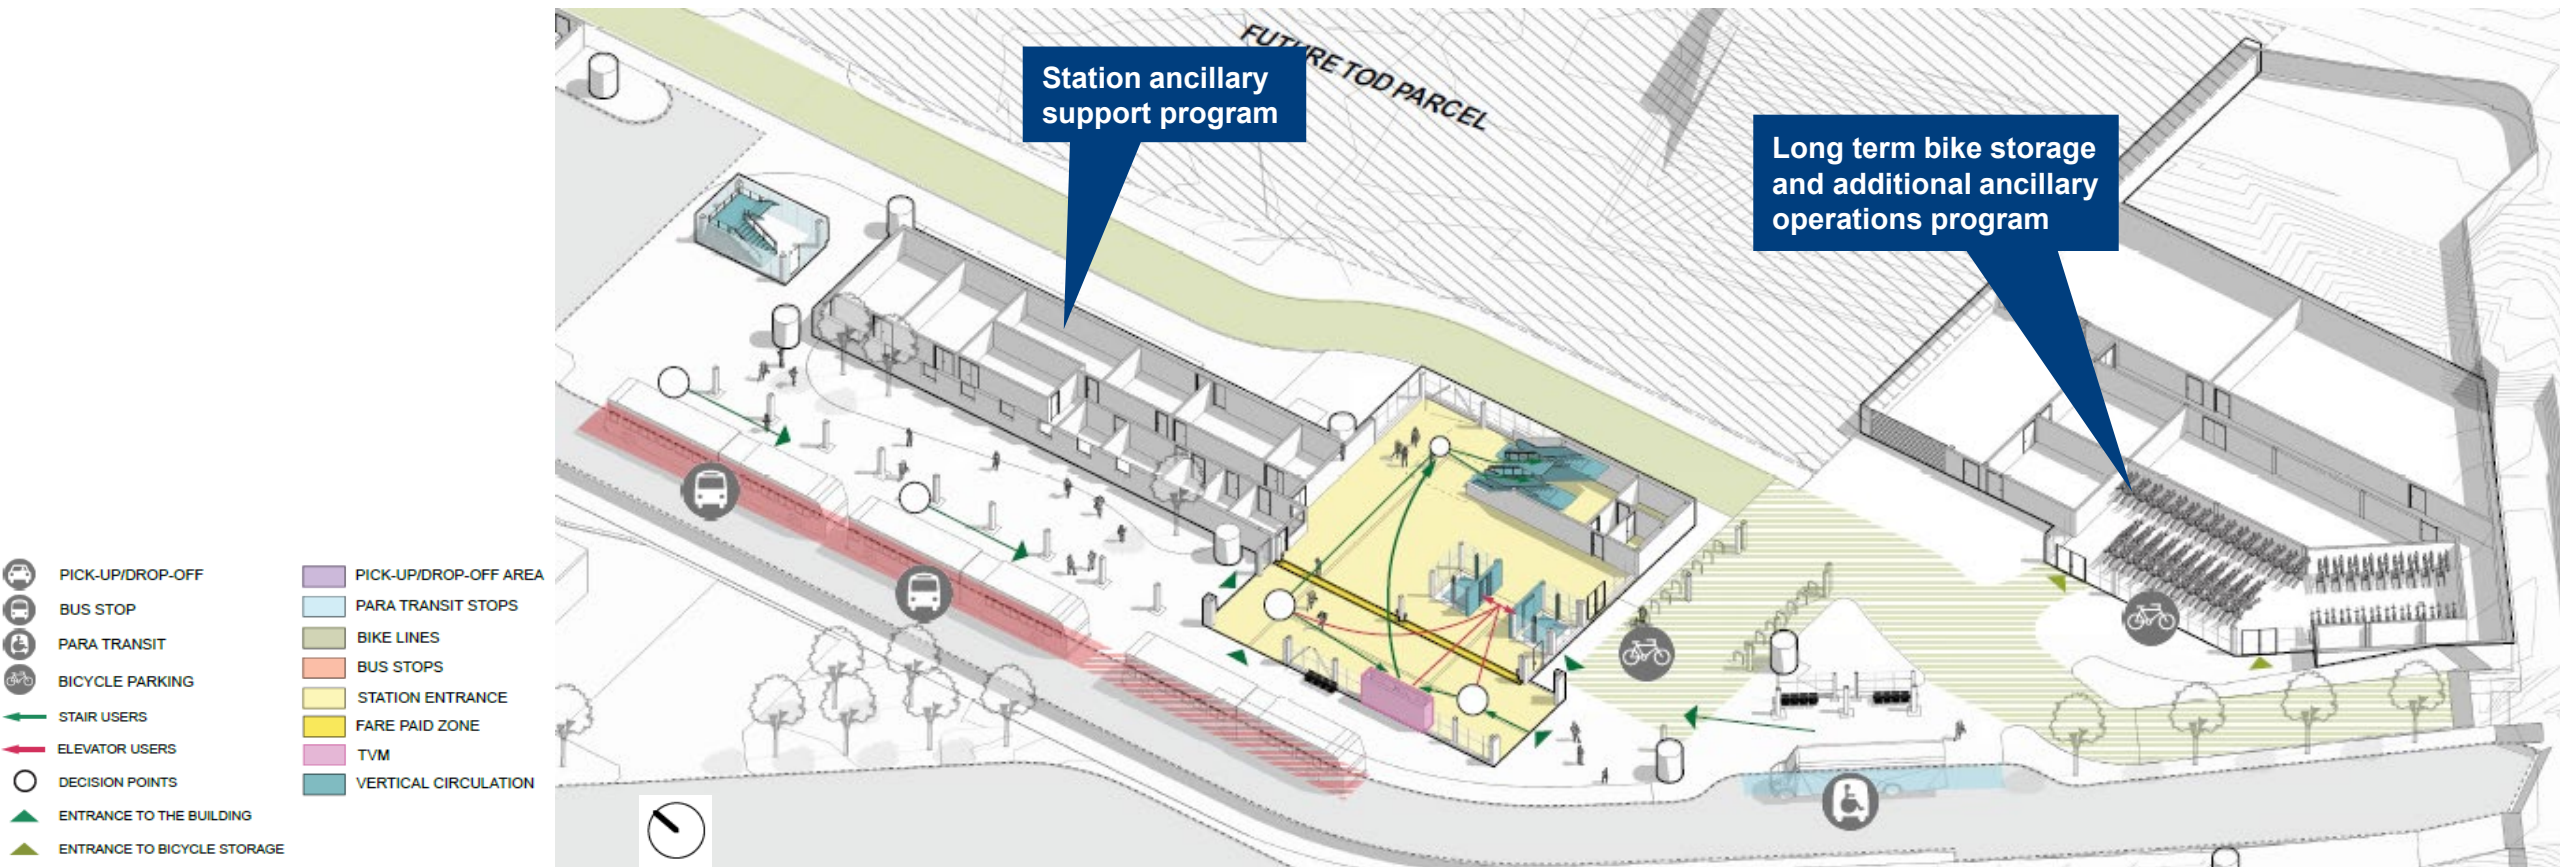 FUTURE TOD PARCEL
Station ancillary
support program
Long term bike storage
and additional ancillary
operations program
PICK-UP/DROP-OFF
BUS STOP
PARA TRANSIT
BICYCLE PARKING
STAIR USERS
ELEVATOR USERS
DECISION POINTS
ENTRANCE TO THE BUILDING
ENTRANCE TO BICYCLE STORAGE
PICK-UP/DROP-OFF AREA
PARA TRANSIT STOPS
BIKE LINES
BUS STOPS
STATION ENTRANCE
FARE PAID ZONE
TVM
VERTICAL CIRCULATION